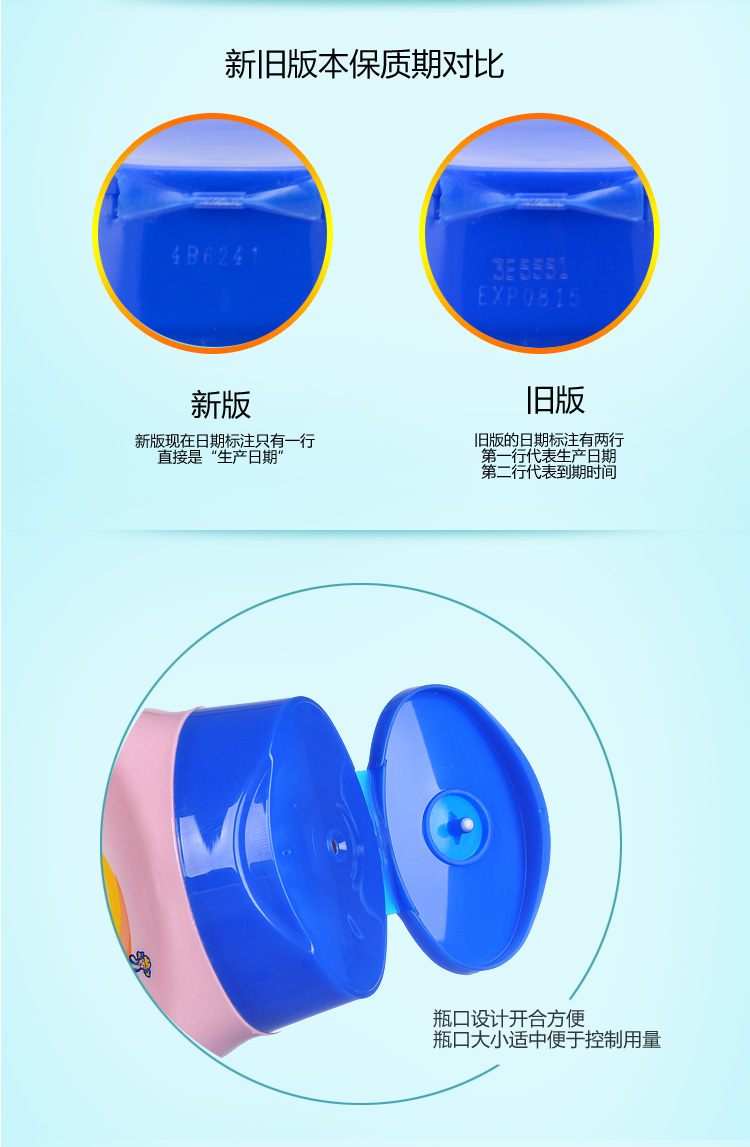 新旧版本保质期对比
4B6241
3E5551
EXP0815
新版
新版现在日期标注只有一行
直接是“生产日期”
旧版
旧版的日期标注有两行
第一行代表生产日期
第二行代表到期时间
瓶口设计开合方便
瓶口大小适中便于控制用量